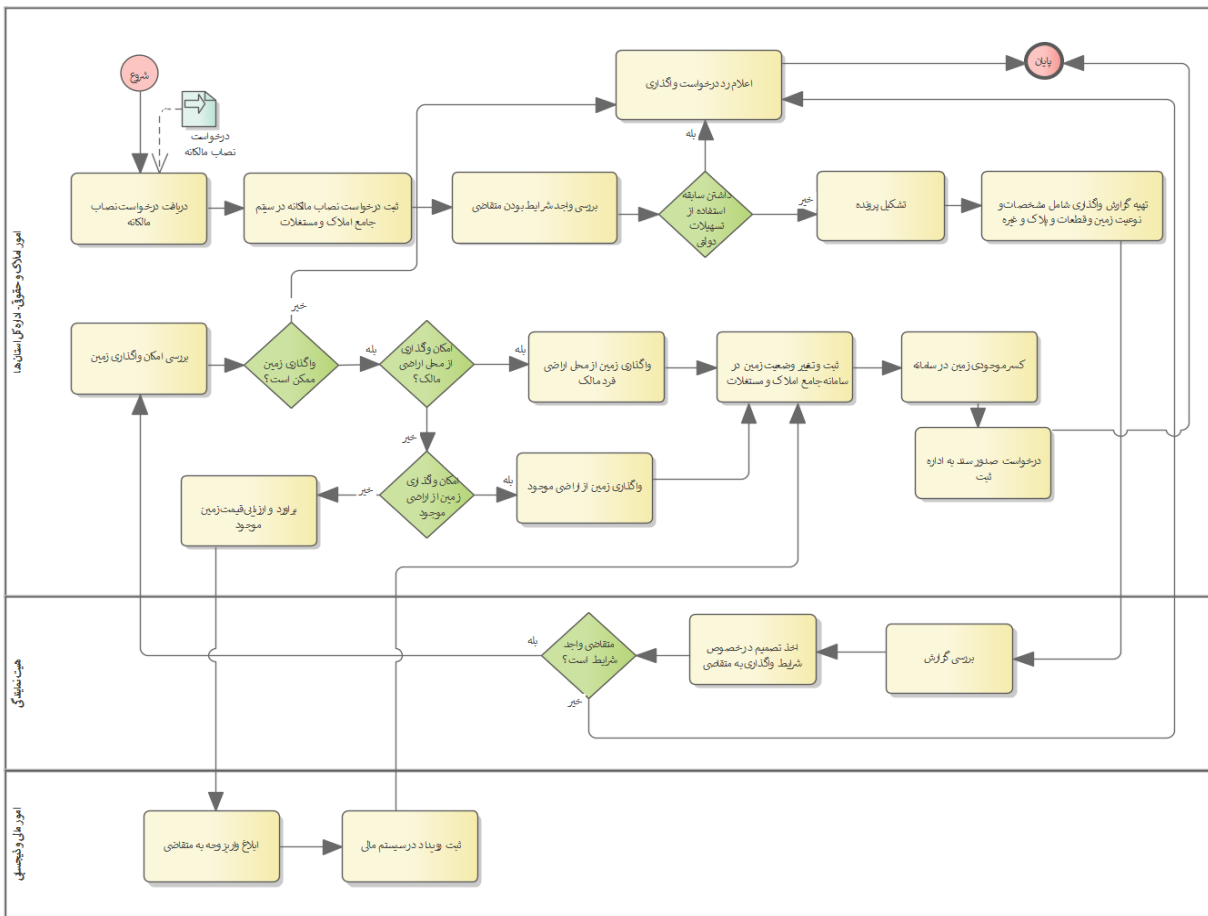 امور املاک و حقوقی - اداره کل استان‌ها
شروع
درخواست
نصاب مالکانه
دریافت درخواست نصاب
مالکانه
ثبت درخواست نصاب مالکانه در سیتم
جامع املاک و مستغلات
بررسی واجد شرایط بودن متقاضی
داشتن سابقه
استفاده از
تسهیلات
دولتی
بله
خیر
اعلام رد درخواست واگذاری
پایان
تشکیل پرونده
تهیه گزارش واگذاری شامل مشخصات و
نوعیت زمین و قطعات و پلاک و غیره
بررسی امکان واگذاری زمین
واگذاری زمین
ممکن است؟
خیر
بله
امکان واگذاری
از محل اراضی
مالک؟
بله
خیر
واگذاری زمین از محل اراضی
فرد مالک
ثبت و تغییر وضعیت زمین در
سامانه جامع املاک و مستغلات
کسر موجودی زمین در سامانه
درخواست صدور سند به اداره
ثبت
امکان واگذاری
زمین از اراضی
موجود
بله
خیر
واگذاری زمین از اراضی موجود
براورد و ارزیابی قیمت زمین
موجود
هیت نمایندگی
متقاضی واجد
شرایط است؟
بله
خیر
اخذ تصمیم در خصوص
شرایط واگذاری به متقاضی
بررسی گزارش
امور مالی و ذیحسابی
ابلاغ واریز وجه به متقاضی
ثبت رویداد در سیستم مالی